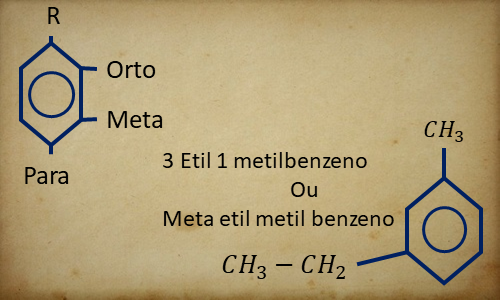 R
Orto
Meta
Para
CH₃
3 Etil 1 metilbenzeno
Ou
Meta etil metil benzeno
CH₃ − CH₂